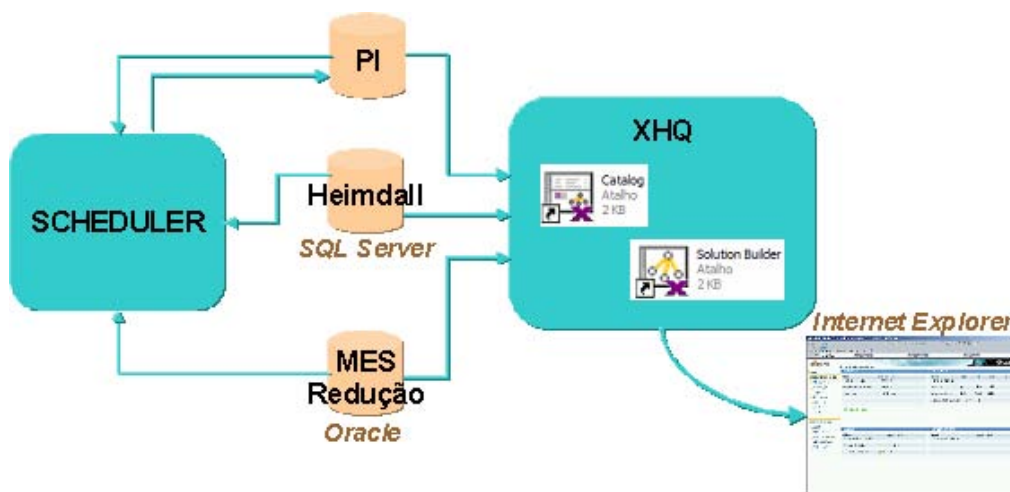 PI
SCHEDULER
Heimdall
SQL Server
MES
Redução
Oracle
XHQ
Catalog
Atalho
2 KB
Solution Builder
Atalho
2 KB
Internet Explorer